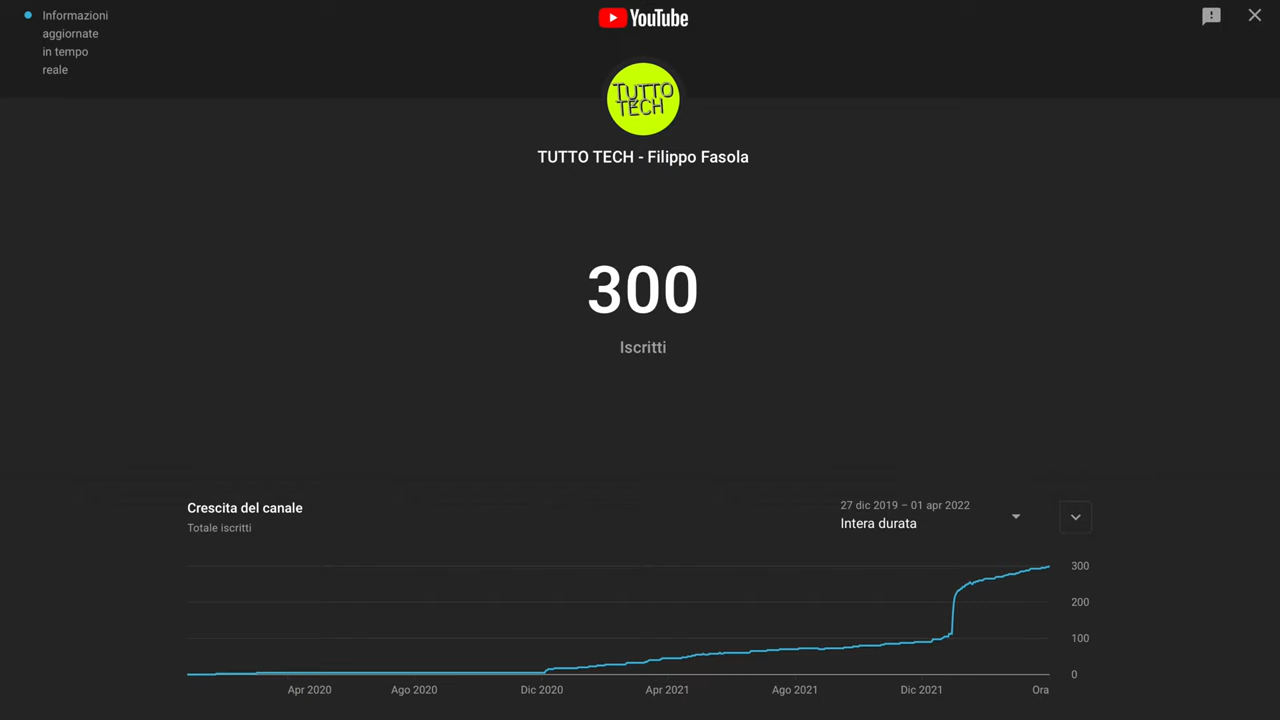 Informazioni
aggiornate
in tempo
reale
YouTube
TUTTO
TECH
TUTTO TECH - Filippo Fasola
300
Iscritti
Crescita del canale
Totale iscritti
27 dic 2019 – 01 apr 2022
Intera durata
300
200
100
0
Apr 2020
Ago 2020
Dic 2020
Apr 2021
Ago 2021
Dic 2021
Ora